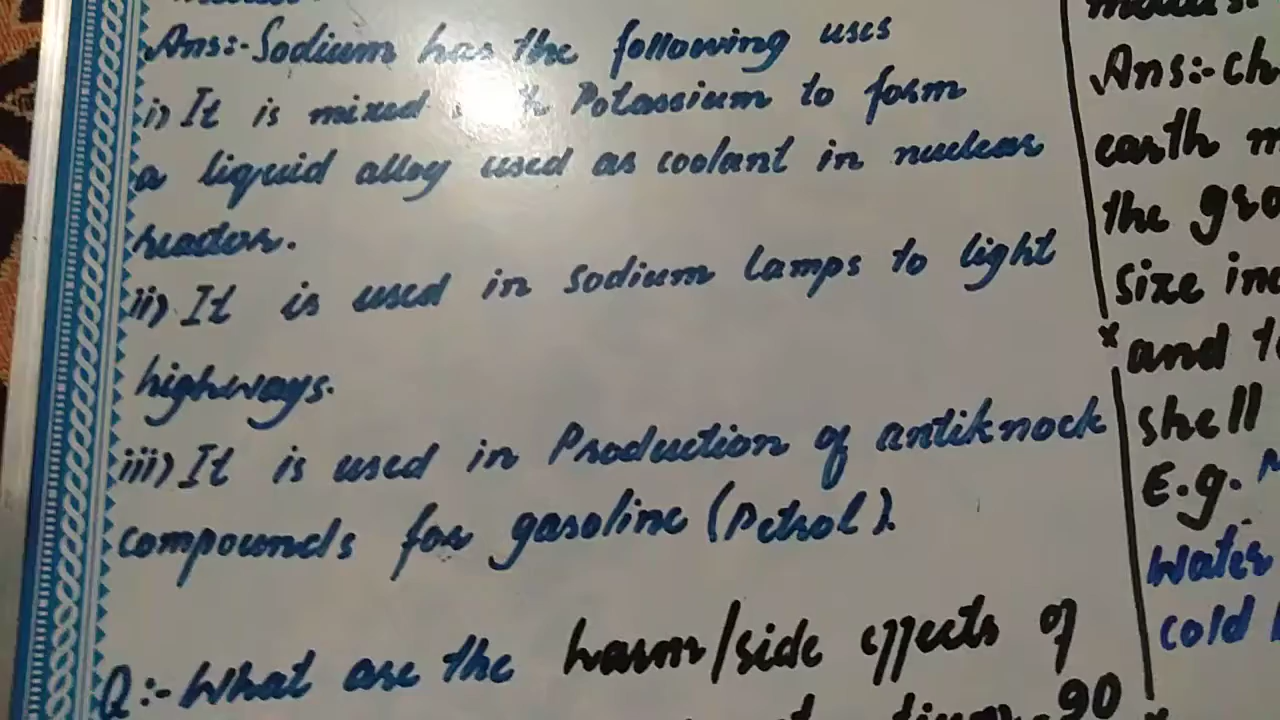 Ans:- Sodium has the following uses
i) It is mixed Potassium to form
a liquid alloy used as coolant in nuclear
reactor.
ii) It is used in sodium lamps to light
highways.
iii) It is used in Production of antiknock
compounds for gasoline (Petrol).
Q:- What are the harm/side effects of
90
Ans:- Ch
earth m
the gro
size inc
and t
shell
E.g.
Water
cold